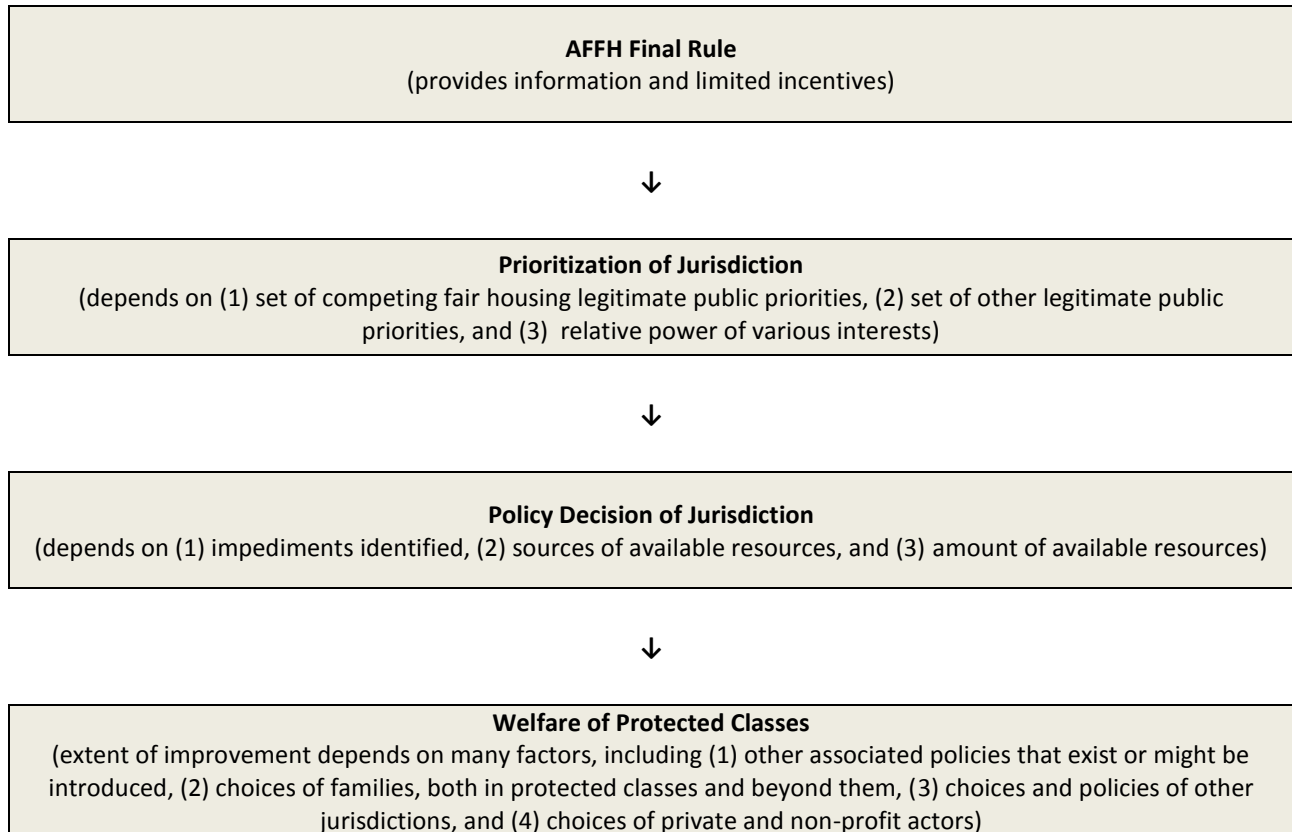 AFFH Final Rule
(provides information and limited incentives)
↓
Prioritization of Jurisdiction
(depends on (1) set of competing fair housing legitimate public priorities, (2) set of other legitimate public
priorities, and (3)  relative power of various interests)
↓
Policy Decision of Jurisdiction
(depends on (1) impediments identified, (2) sources of available resources, and (3) amount of available resources)
↓
Welfare of Protected Classes
(extent of improvement depends on many factors, including (1) other associated policies that exist or might be
introduced, (2) choices of families, both in protected classes and beyond them, (3) choices and policies of other
jurisdictions, and (4) choices of private and non-profit actors)